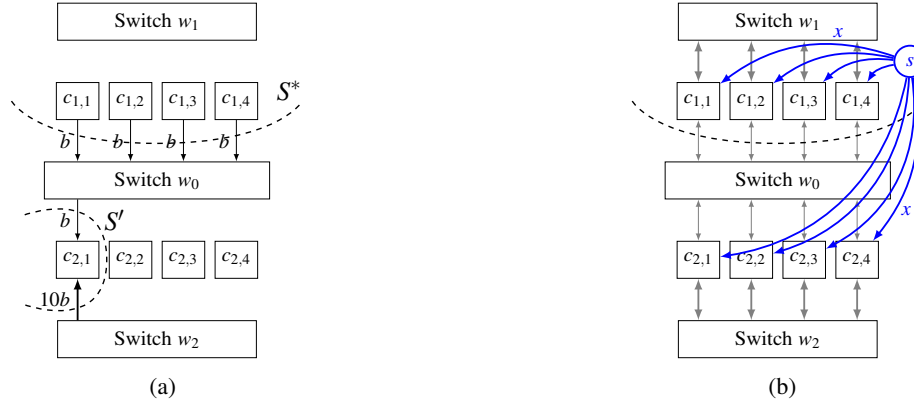 Switch w₁
c₁,₁ c₁,₂ c₁,₃ c₁,₄ S*
b b b b
Switch w₀
b S′
c₂,₁ c₂,₂ c₂,₃ c₂,₄
10b
Switch w₂
(a)
Switch w₁
x s
c₁,₁ c₁,₂ c₁,₃ c₁,₄
Switch w₀
x
c₂,₁ c₂,₂ c₂,₃ c₂,₄
Switch w₂
(b)